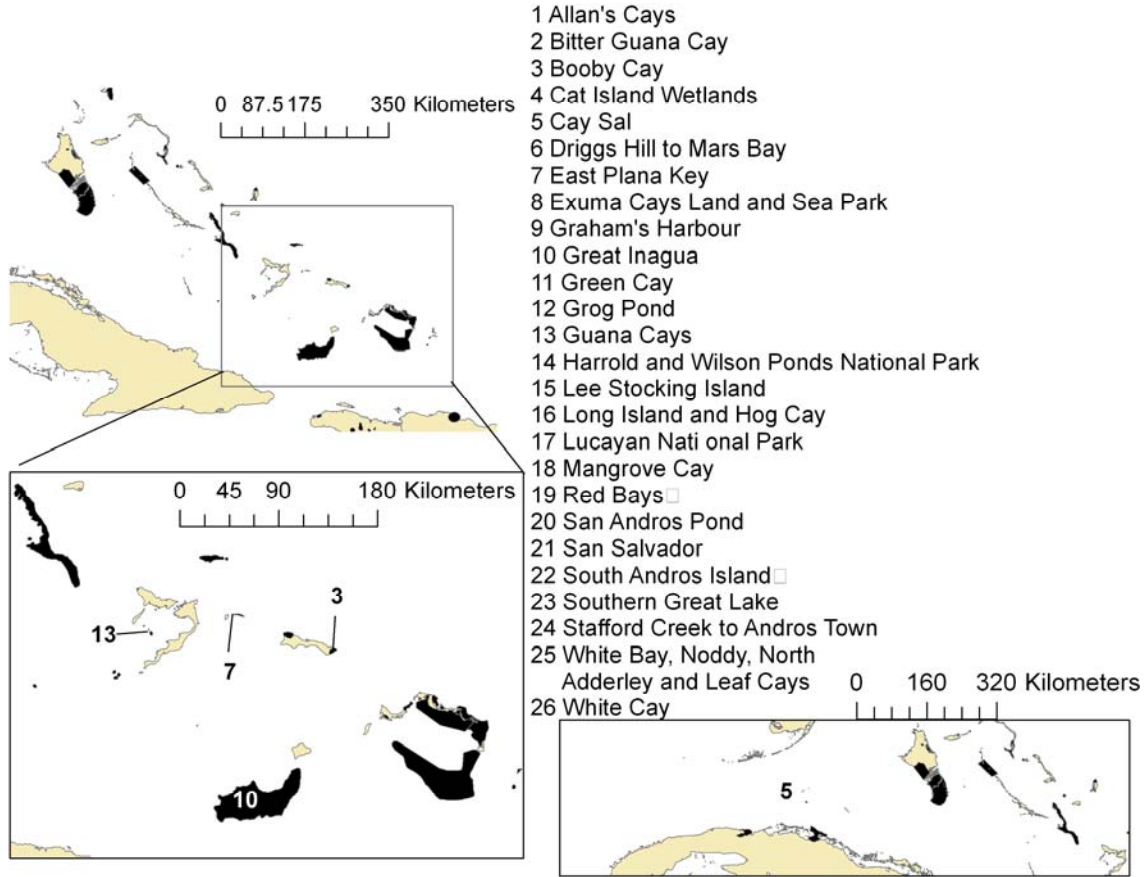 1 Allan's Cays
2 Bitter Guana Cay
3 Booby Cay
4 Cat Island Wetlands
5 Cay Sal
6 Driggs Hill to Mars Bay
7 East Plana Key
8 Exuma Cays Land and Sea Park
9 Graham's Harbour
10 Great Inagua
11 Green Cay
12 Grog Pond
13 Guana Cays
14 Harrold and Wilson Ponds National Park
15 Lee Stocking Island
16 Long Island and Hog Cay
17 Lucayan Nati onal Park
18 Mangrove Cay
19 Red Bays□
20 San Andros Pond
21 San Salvador
22 South Andros Island□
23 Southern Great Lake
24 Stafford Creek to Andros Town
25 White Bay, Noddy, North
Adderley and Leaf Cays
26 White Cay
0 87.5 175 350 Kilometers
0 45 90 180 Kilometers
3
13
7
10
0 160 320 Kilometers
5